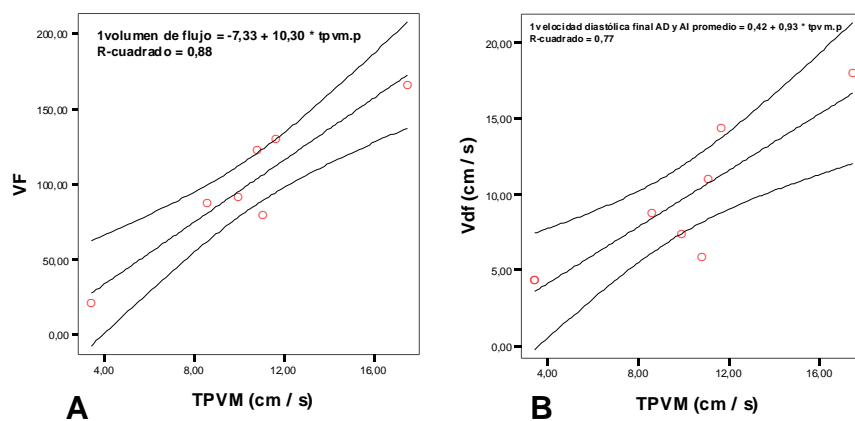 1volumen de flujo = -7,33 + 10,30 * tpvm.p
R-cuadrado = 0,88
200,00
150,00
100,00
50,00
0,00
VF
4,00 8,00 12,00 16,00
TPVM (cm / s)
A
1velocidad diastólica final AD y AI promedio = 0,42 + 0,93 * tpvm.p
R-cuadrado = 0,77
20,00
15,00
10,00
5,00
0,00
Vdf (cm / s)
4,00 8,00 12,00 16,00
TPVM (cm / s)
B